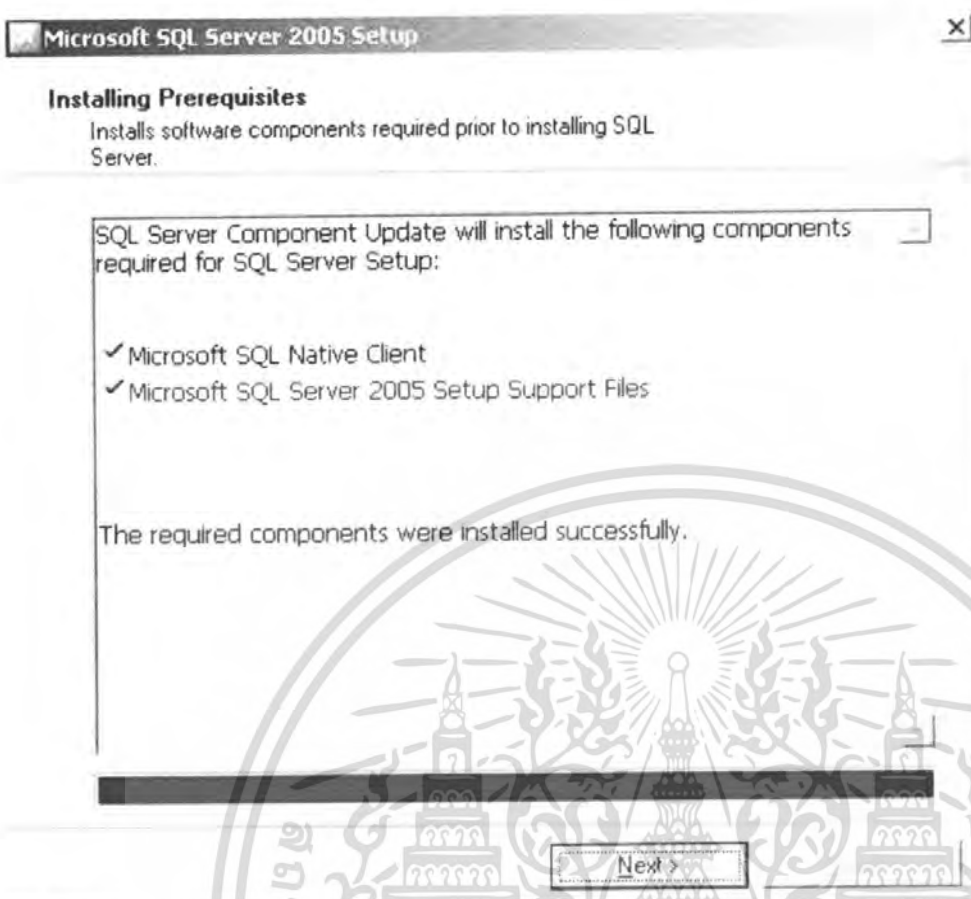 Microsoft SQL Server 2005 Setup
Installing Prerequisites
Installs software components required prior to installing SQL
Server.
SQL Server Component Update will install the following components
required for SQL Server Setup:
✓ Microsoft SQL Native Client
✓ Microsoft SQL Server 2005 Setup Support Files
The required components were installed successfully.
Next >